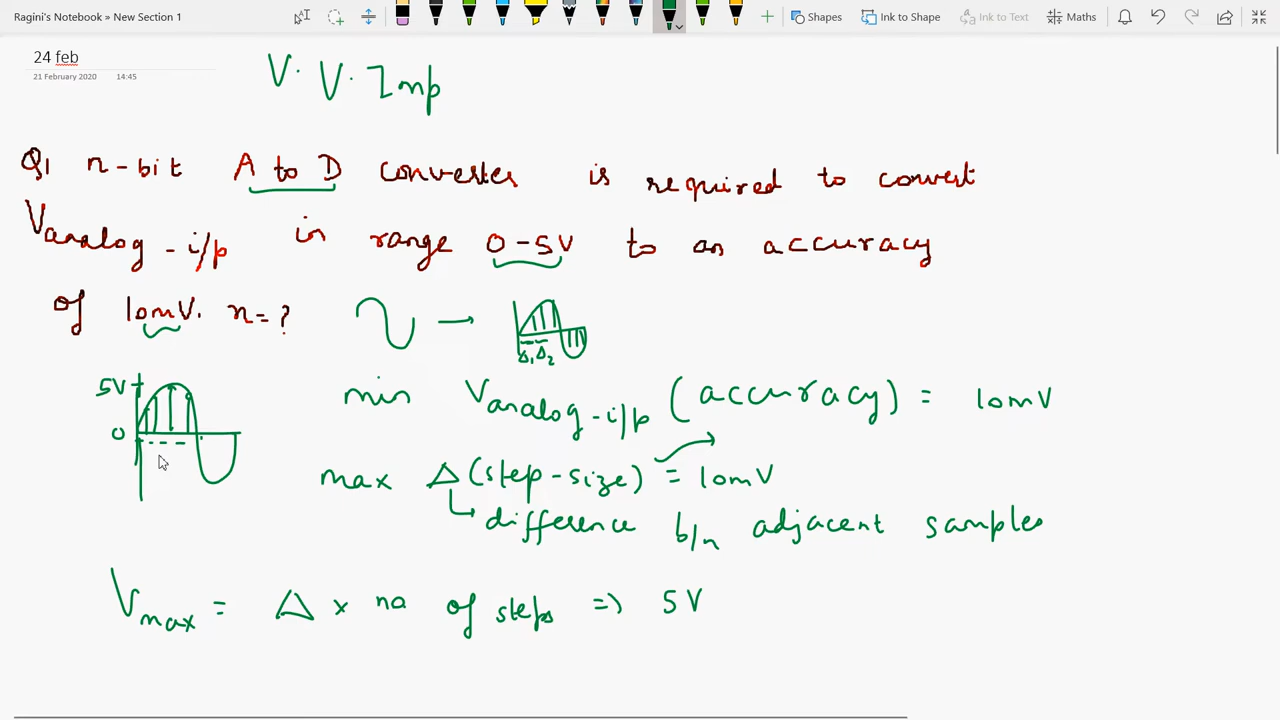 Ragini's Notebook » New Section 1
Shapes Ink to Shape Ink to Text Maths
24 feb
21 February 2020 14:45
V. V. Imp
Q1 n-bit A to D converter is required to convert
Vanalog-i/p in range 0-5V to an accuracy
of 10mV. n=?
Δ1 Δ2
5V
0
min Vanalog-i/p (accuracy) = 10mV
max Δ(step-size) = 10mV
difference b/n adjacent samples
Vmax = Δ x no of steps => 5V